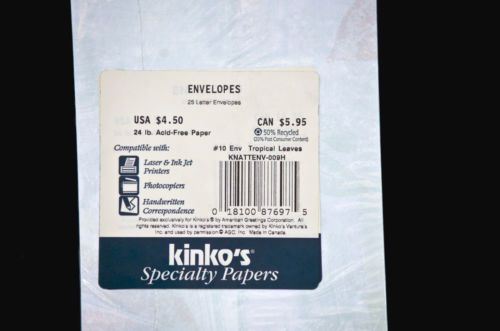 ENVELOPES
25 Letter Envelopes
USA $4.50
CAN $5.95
24 lb. Acid-Free Paper
50% Recycled
(20% Post Consumer Content)
Compatible with:
#10 Env Tropical Leaves
KNATTENV-009H
Laser & Ink Jet
Printers
Photocopiers
Handwritten
Correspondence
0 18100 87697 5
Provided exclusively for Kinko's® by American Greetings Corporation. All
rights reserved. Kinko's is a registered trademark owned by Kinko's Ventura's
Inc. and used by permission © AGC, Inc. Made in Canada.
kinko's®
Specialty Papers